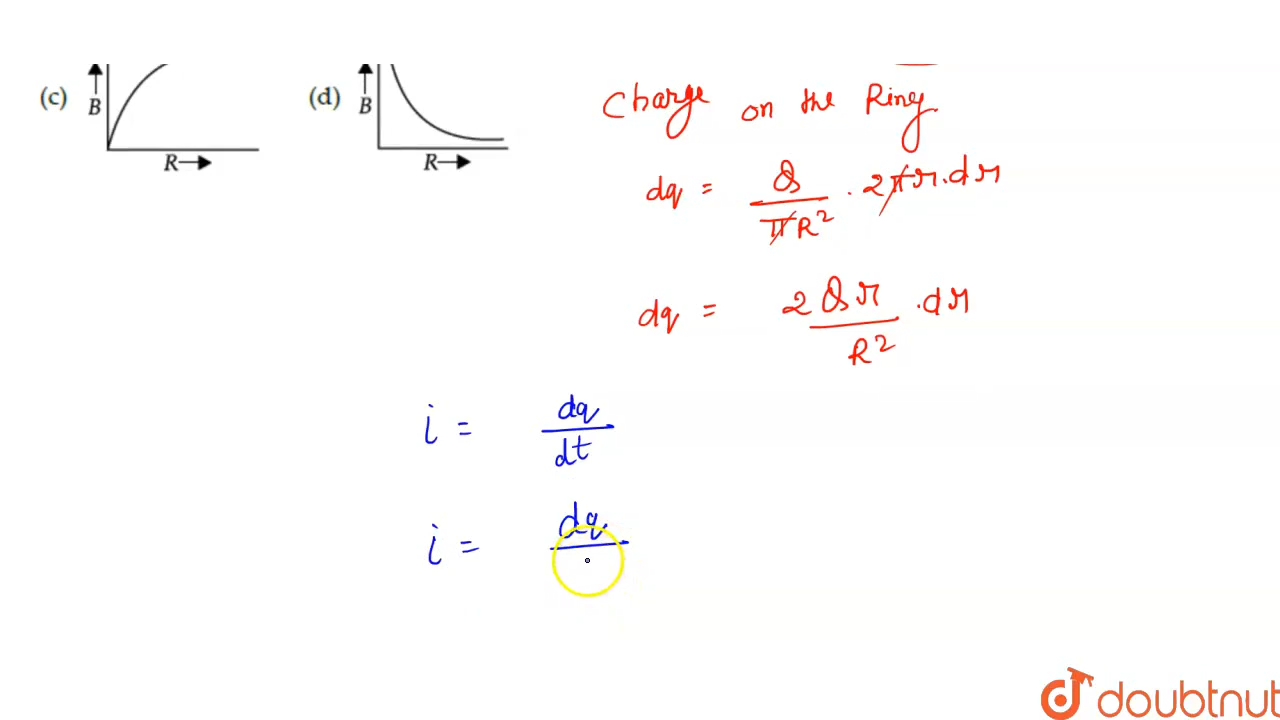 (c) B R→
(d) B R→
Charge on the Ring.
dq = Q/πR² · 2πr·dr
dq = 2Qr/R² · dr
i = dq/dt
i = dq/
doubtnut